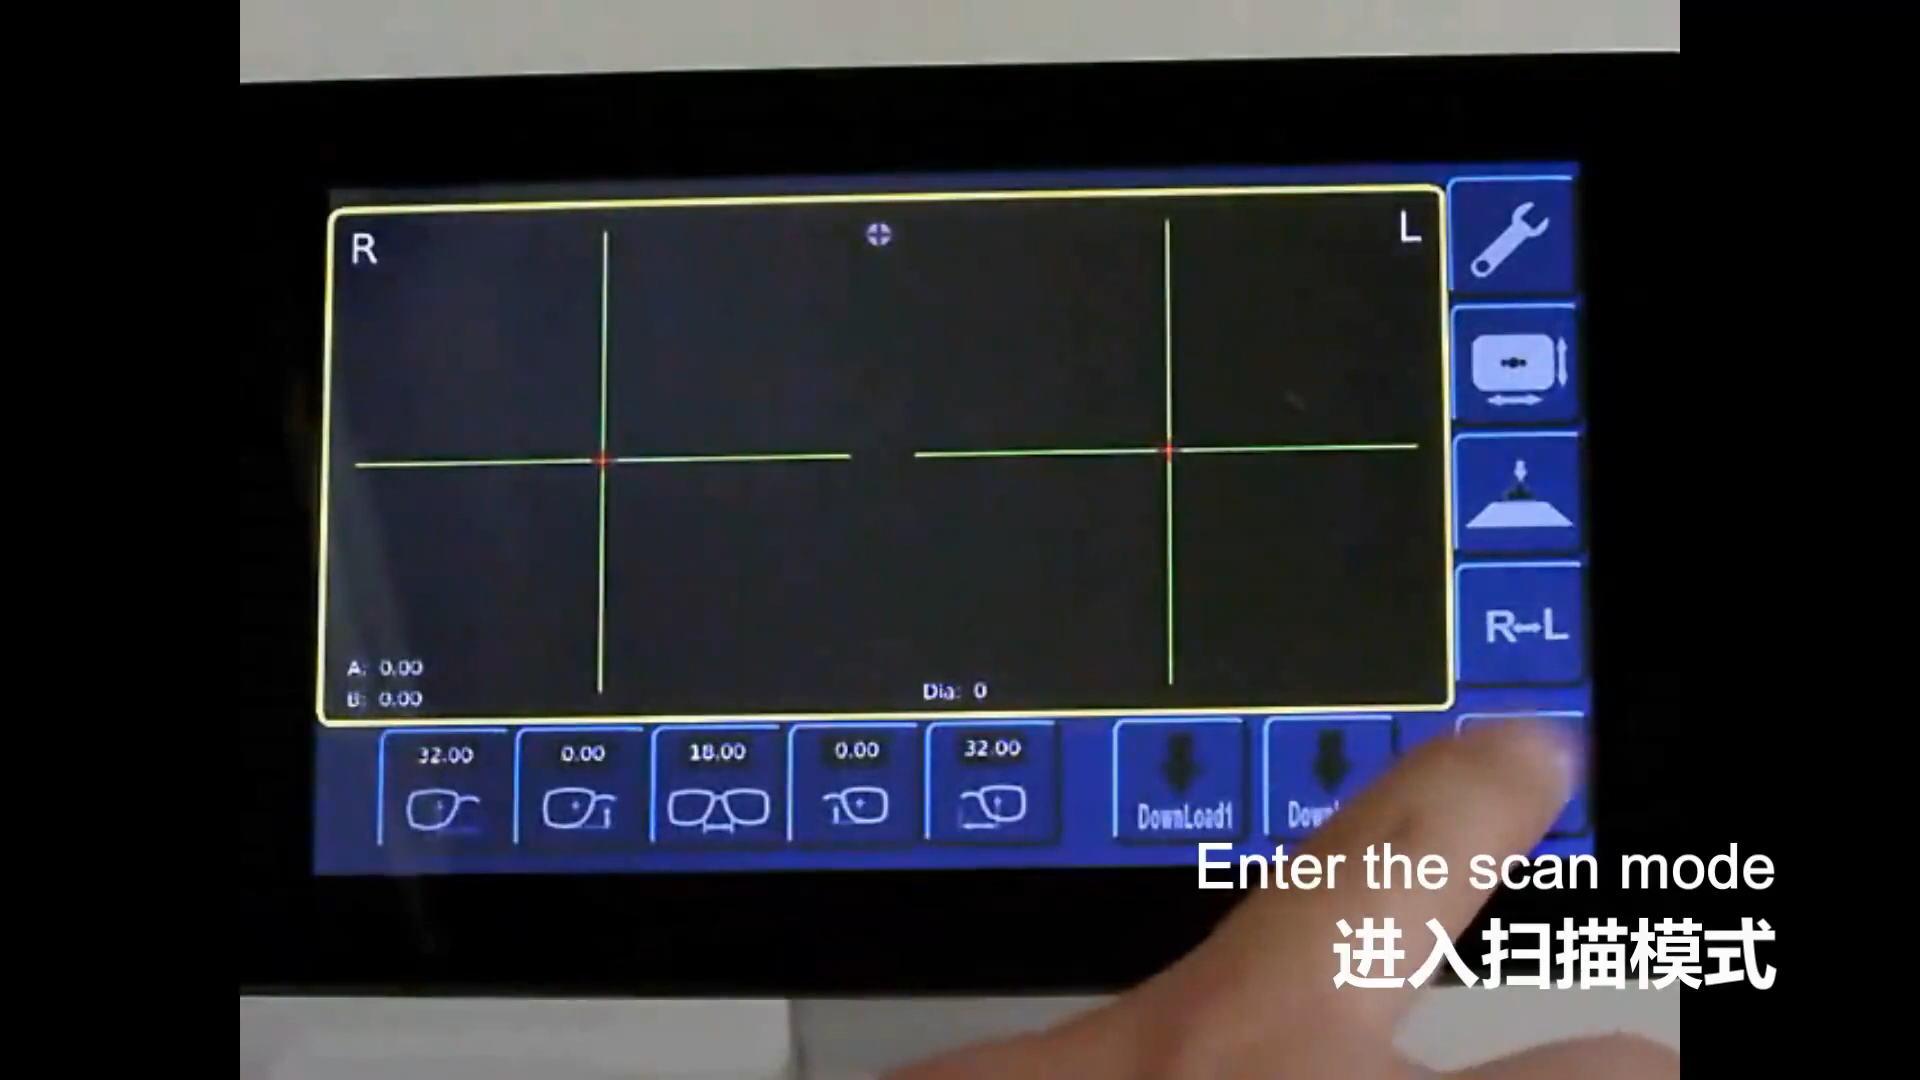 R
L
R↔L
A: 0.00
B: 0.00
Dia: 0
32.00
0.00
18.00
0.00
32.00
DownLoad1
Enter the scan mode
进入扫描模式